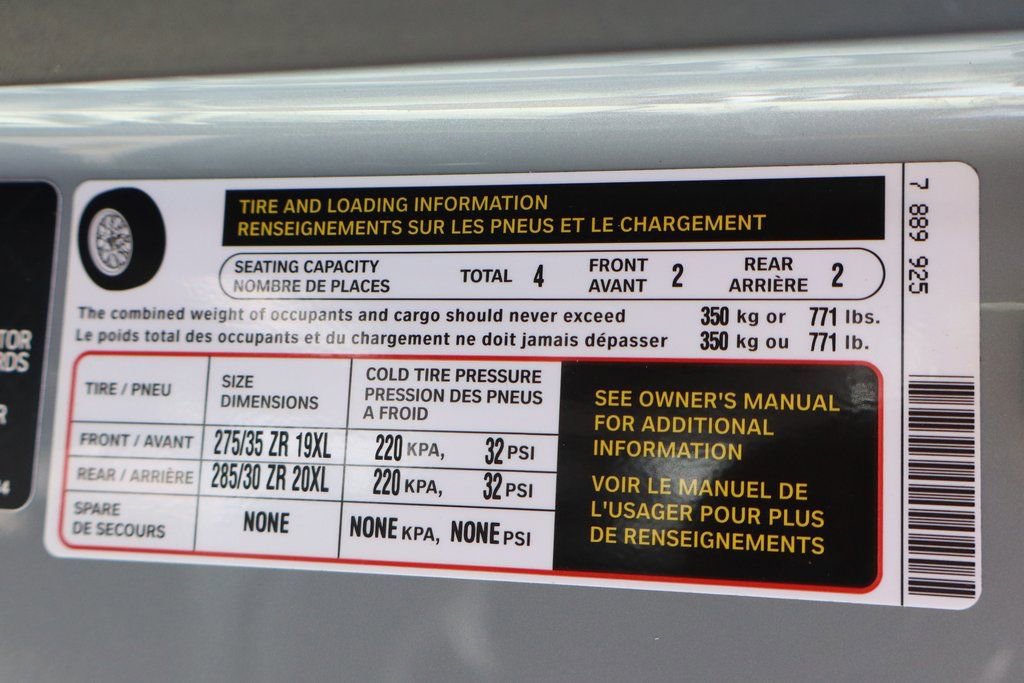 TOR
RDS
R
4
TIRE AND LOADING INFORMATION
RENSEIGNEMENTS SUR LES PNEUS ET LE CHARGEMENT
SEATING CAPACITY
NOMBRE DE PLACES
TOTAL 4
FRONT
AVANT
2
REAR
ARRIÈRE
2
The combined weight of occupants and cargo should never exceed 350 kg or 771 lbs.
Le poids total des occupants et du chargement ne doit jamais dépasser 350 kg ou 771 lb.
TIRE / PNEU
SIZE
DIMENSIONS
COLD TIRE PRESSURE
PRESSION DES PNEUS
A FROID
FRONT / AVANT 275/35 ZR 19XL 220 KPA, 32 PSI
REAR / ARRIÈRE 285/30 ZR 20XL 220 KPA, 32 PSI
SPARE
DE SECOURS
NONE NONE KPA, NONE PSI
SEE OWNER'S MANUAL
FOR ADDITIONAL
INFORMATION
VOIR LE MANUEL DE
L'USAGER POUR PLUS
DE RENSEIGNEMENTS
7 889 925